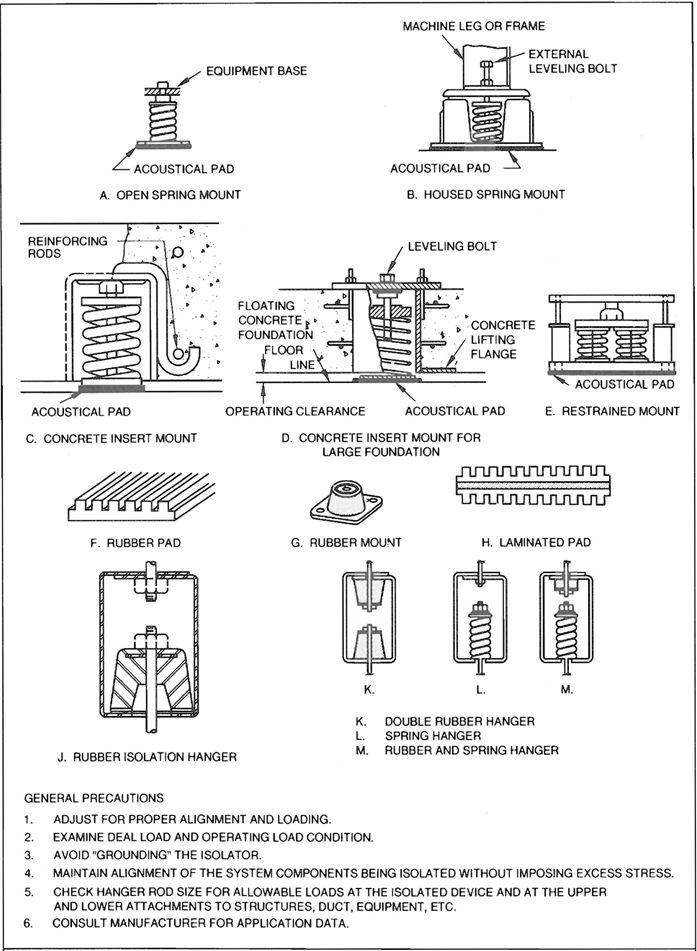 MACHINE LEG OR FRAME
EQUIPMENT BASE
EXTERNAL
LEVELING BOLT
ACOUSTICAL PAD
ACOUSTICAL PAD
A. OPEN SPRING MOUNT
B. HOUSED SPRING MOUNT
REINFORCING
RODS
LEVELING BOLT
FLOATING
CONCRETE
FOUNDATION
FLOOR
LINE
CONCRETE
LIFTING
FLANGE
ACOUSTICAL PAD
ACOUSTICAL PAD
OPERATING CLEARANCE
ACOUSTICAL PAD
E. RESTRAINED MOUNT
C. CONCRETE INSERT MOUNT
D. CONCRETE INSERT MOUNT FOR
LARGE FOUNDATION
F. RUBBER PAD
G. RUBBER MOUNT
H. LAMINATED PAD
K.
L.
M.
K. DOUBLE RUBBER HANGER
L. SPRING HANGER
M. RUBBER AND SPRING HANGER
J. RUBBER ISOLATION HANGER
GENERAL PRECAUTIONS
1. ADJUST FOR PROPER ALIGNMENT AND LOADING.
2. EXAMINE DEAL LOAD AND OPERATING LOAD CONDITION.
3. AVOID "GROUNDING" THE ISOLATOR.
4. MAINTAIN ALIGNMENT OF THE SYSTEM COMPONENTS BEING ISOLATED WITHOUT IMPOSING EXCESS STRESS.
5. CHECK HANGER ROD SIZE FOR ALLOWABLE LOADS AT THE ISOLATED DEVICE AND AT THE UPPER
AND LOWER ATTACHMENTS TO STRUCTURES, DUCT, EQUIPMENT, ETC.
6. CONSULT MANUFACTURER FOR APPLICATION DATA.